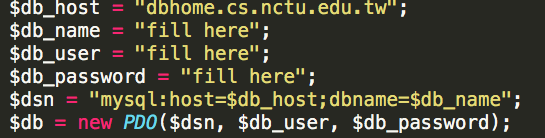 $db_host = "dbhome.cs.nctu.edu.tw";
$db_name = "fill here";
$db_user = "fill here";
$db_password = "fill here";
$dsn = "mysql:host=$db_host;dbname=$db_name";
$db = new PDO($dsn, $db_user, $db_password);